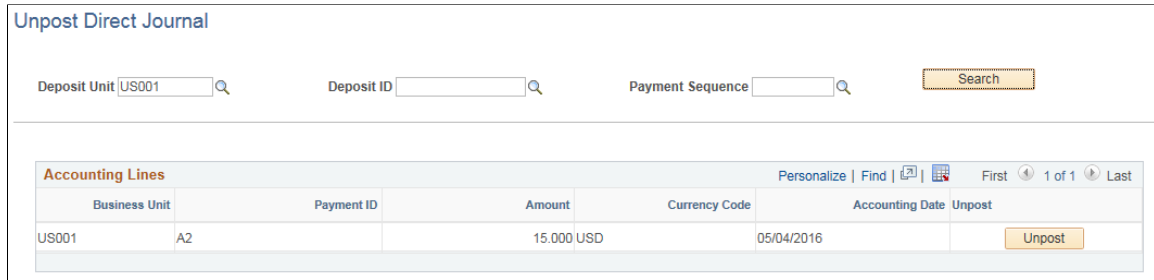 Unpost Direct Journal
Deposit Unit US001 Deposit ID Payment Sequence Search
Accounting Lines Personalize | Find | | First 1 of 1 Last
Business Unit Payment ID Amount Currency Code Accounting Date Unpost
US001 A2 15.000 USD 05/04/2016 Unpost